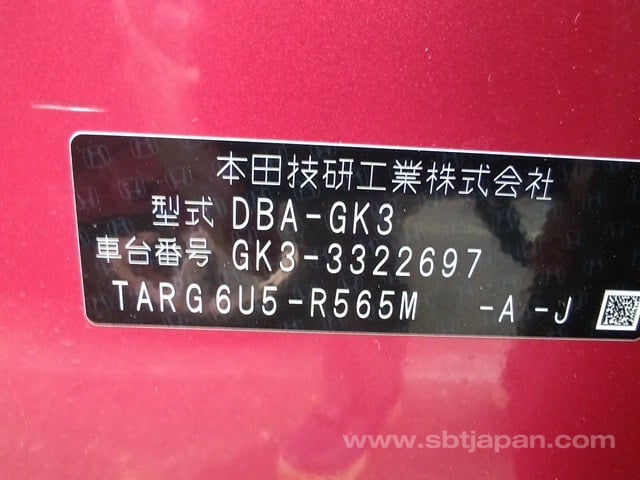 本田技研工業株式会社
型式 DBA-GK3
車台番号 GK3-3322697
TARG6U5-R565M -A-J
www.sbtjapan.com